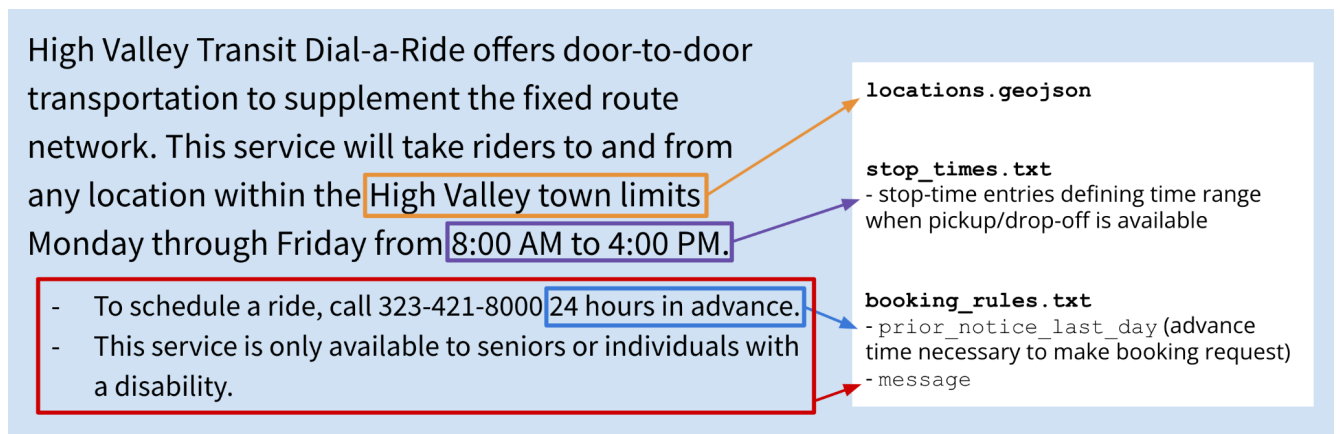 High Valley Transit Dial-a-Ride offers door-to-door
transportation to supplement the fixed route
network. This service will take riders to and from
any location within the High Valley town limits
Monday through Friday from 8:00 AM to 4:00 PM.
- To schedule a ride, call 323-421-8000 24 hours in advance.
- This service is only available to seniors or individuals with
a disability.
locations.geojson
stop_times.txt
- stop-time entries defining time range
when pickup/drop-off is available
booking_rules.txt
- prior_notice_last_day (advance
time necessary to make booking request)
- message